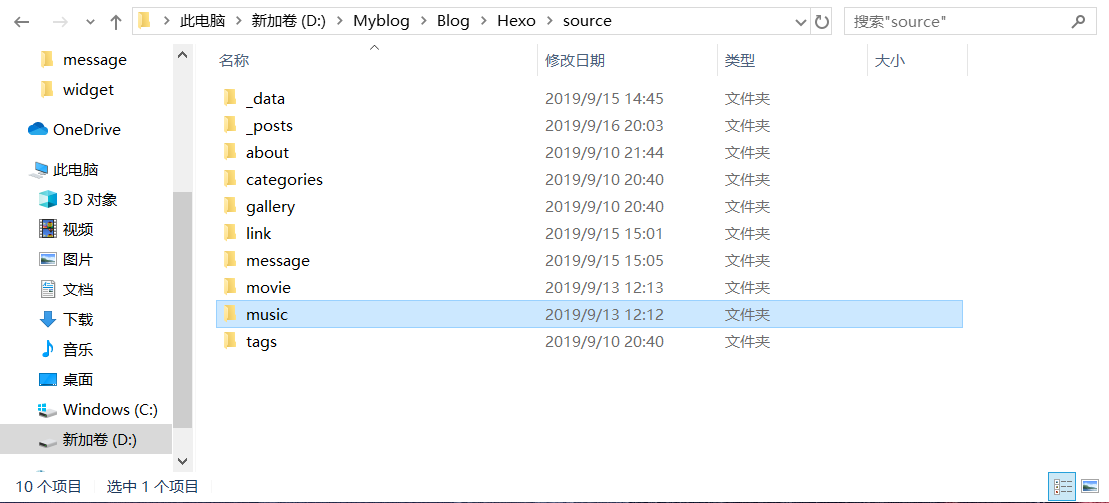 此电脑 > 新加卷 (D:) > Myblog > Blog > Hexo > source
搜索"source"
message
widget
OneDrive
此电脑
3D 对象
视频
图片
文档
下载
音乐
桌面
Windows (C:)
新加卷 (D:)
名称 修改日期 类型 大小
_data 2019/9/15 14:45 文件夹
_posts 2019/9/16 20:03 文件夹
about 2019/9/10 21:44 文件夹
categories 2019/9/10 20:40 文件夹
gallery 2019/9/10 20:40 文件夹
link 2019/9/15 15:01 文件夹
message 2019/9/15 15:05 文件夹
movie 2019/9/13 12:13 文件夹
music 2019/9/13 12:12 文件夹
tags 2019/9/10 20:40 文件夹
10 个项目 选中 1 个项目